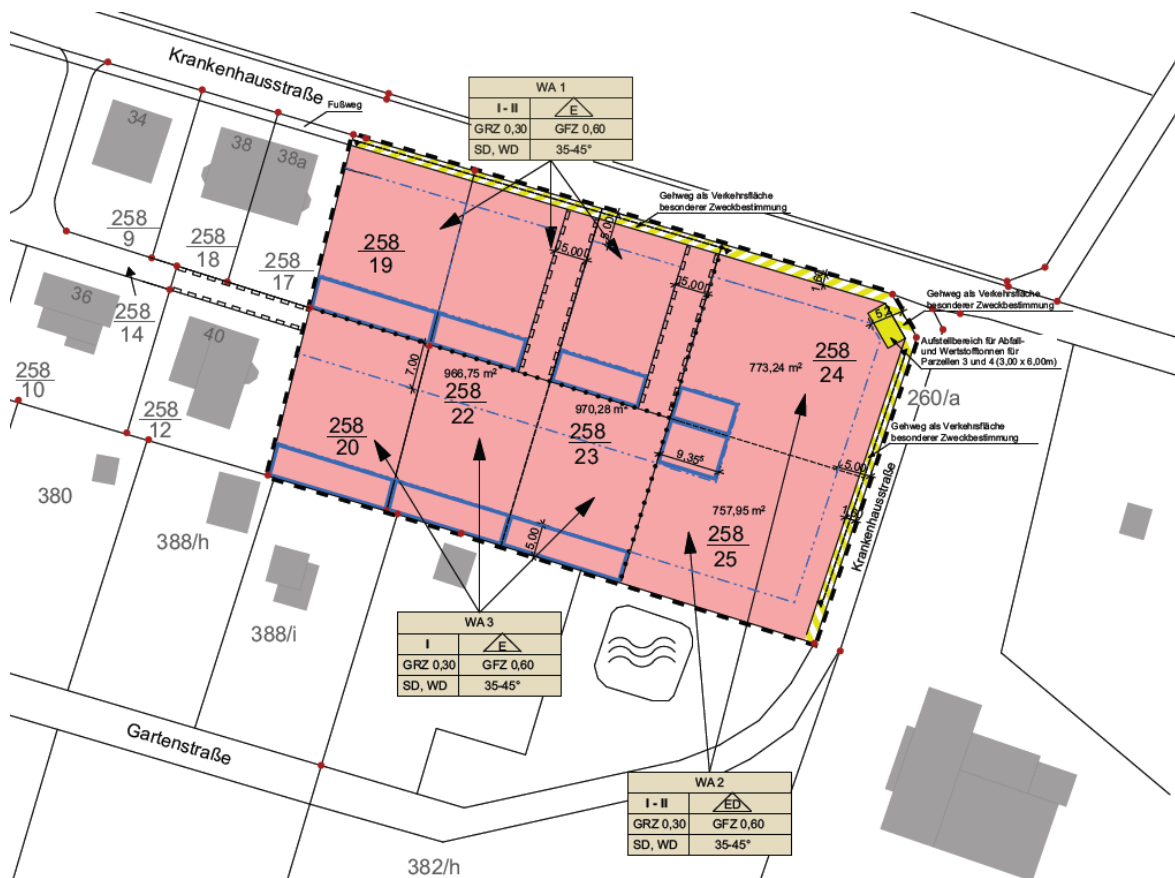 Krankenhausstraße
Fußweg
WA 1
I - II
E
GRZ 0,30
GFZ 0,60
SD, WD
35-45°
34
38
38a
258
9
258
18
258
17
258
19
36
258
14
40
258
10
258
12
380
388/h
388/i
Gehweg als Verkehrsfläche
besonderer Zweckbestimmung
5,00
5,00
5,00
7,00
966,75 m²
258
22
258
20
970,28 m²
258
23
773,24 m²
258
24
5,2
Gehweg als Verkehrsfläche
besonderer Zweckbestimmung
Aufstellbereich für Abfall-
und Wertstofftonnen für
Parzellen 3 und 4 (3,00 x 6,00m)
260/a
Gehweg als Verkehrsfläche
besonderer Zweckbestimmung
9,35⁵
5,00
757,95 m²
258
25
5,00
Krankenhausstraße
WA 3
I
E
GRZ 0,30
GFZ 0,60
SD, WD
35-45°
Gartenstraße
WA 2
I - II
ED
GRZ 0,30
GFZ 0,60
SD, WD
35-45°
382/h